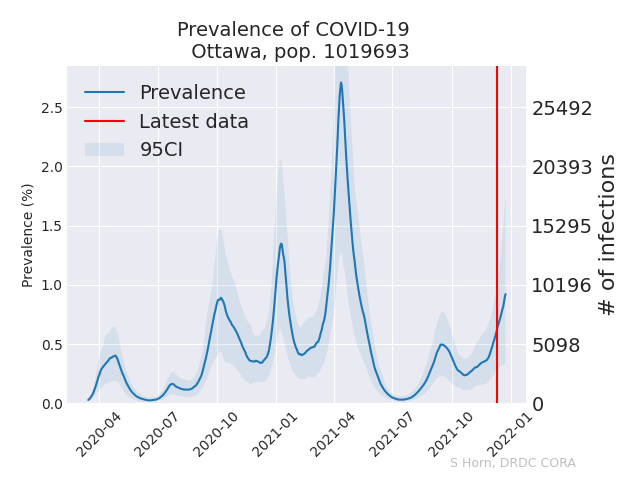 Prevalence of COVID-19
Ottawa, pop. 1019693
Prevalence
Latest data
95CI
Prevalence (%)
2.5
2.0
1.5
1.0
0.5
0.0
25492
20393
15295
10196
5098
0
# of infections
2020-04
2020-07
2020-10
2021-01
2021-04
2021-07
2021-10
2022-01
S Horn, DRDC CORA